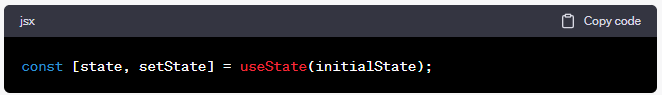 jsx
Copy code
const [state, setState] = useState(initialState);